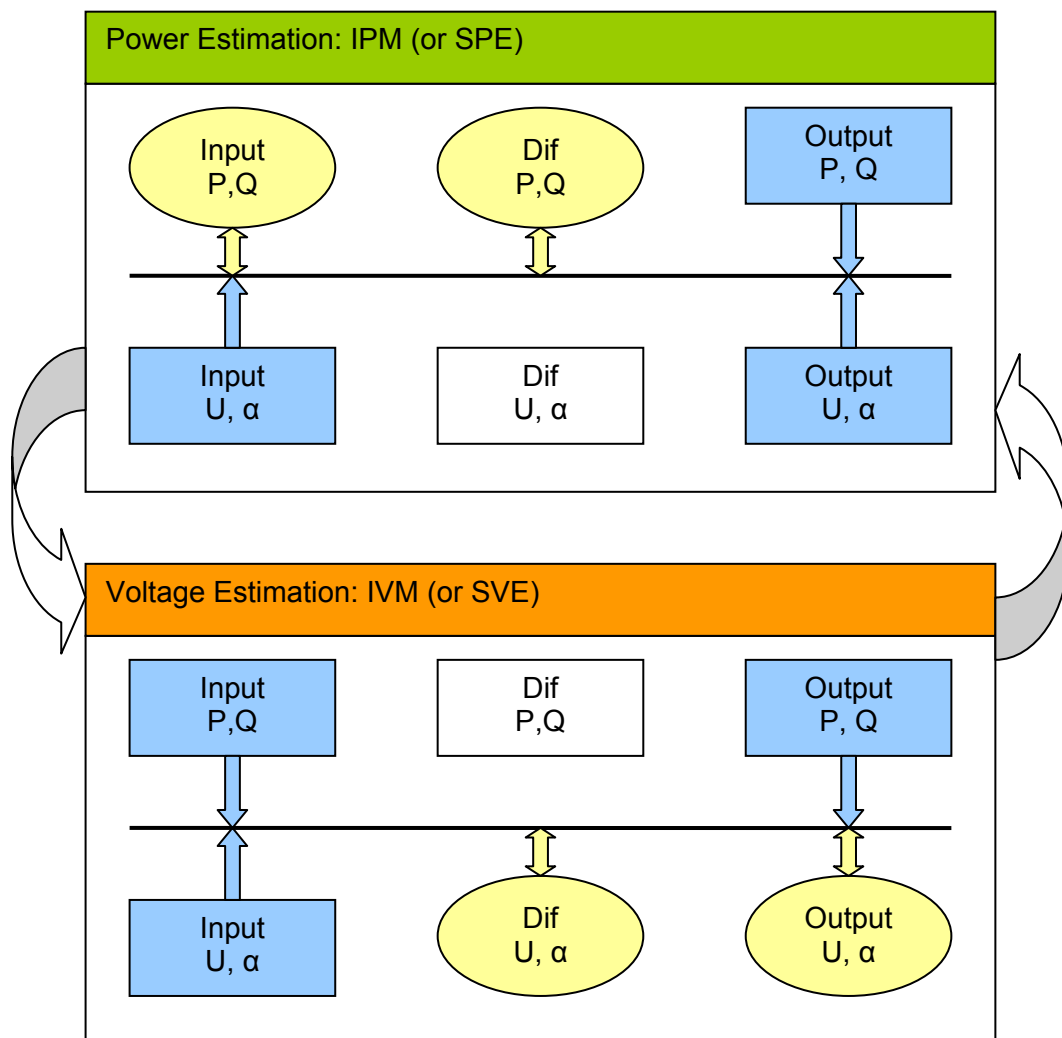 Power Estimation: IPM (or SPE)
Input
P,Q
Dif
P,Q
Output
P, Q
Input
U, α
Dif
U, α
Output
U, α
Voltage Estimation: IVM (or SVE)
Input
P,Q
Dif
P,Q
Output
P, Q
Input
U, α
Dif
U, α
Output
U, α